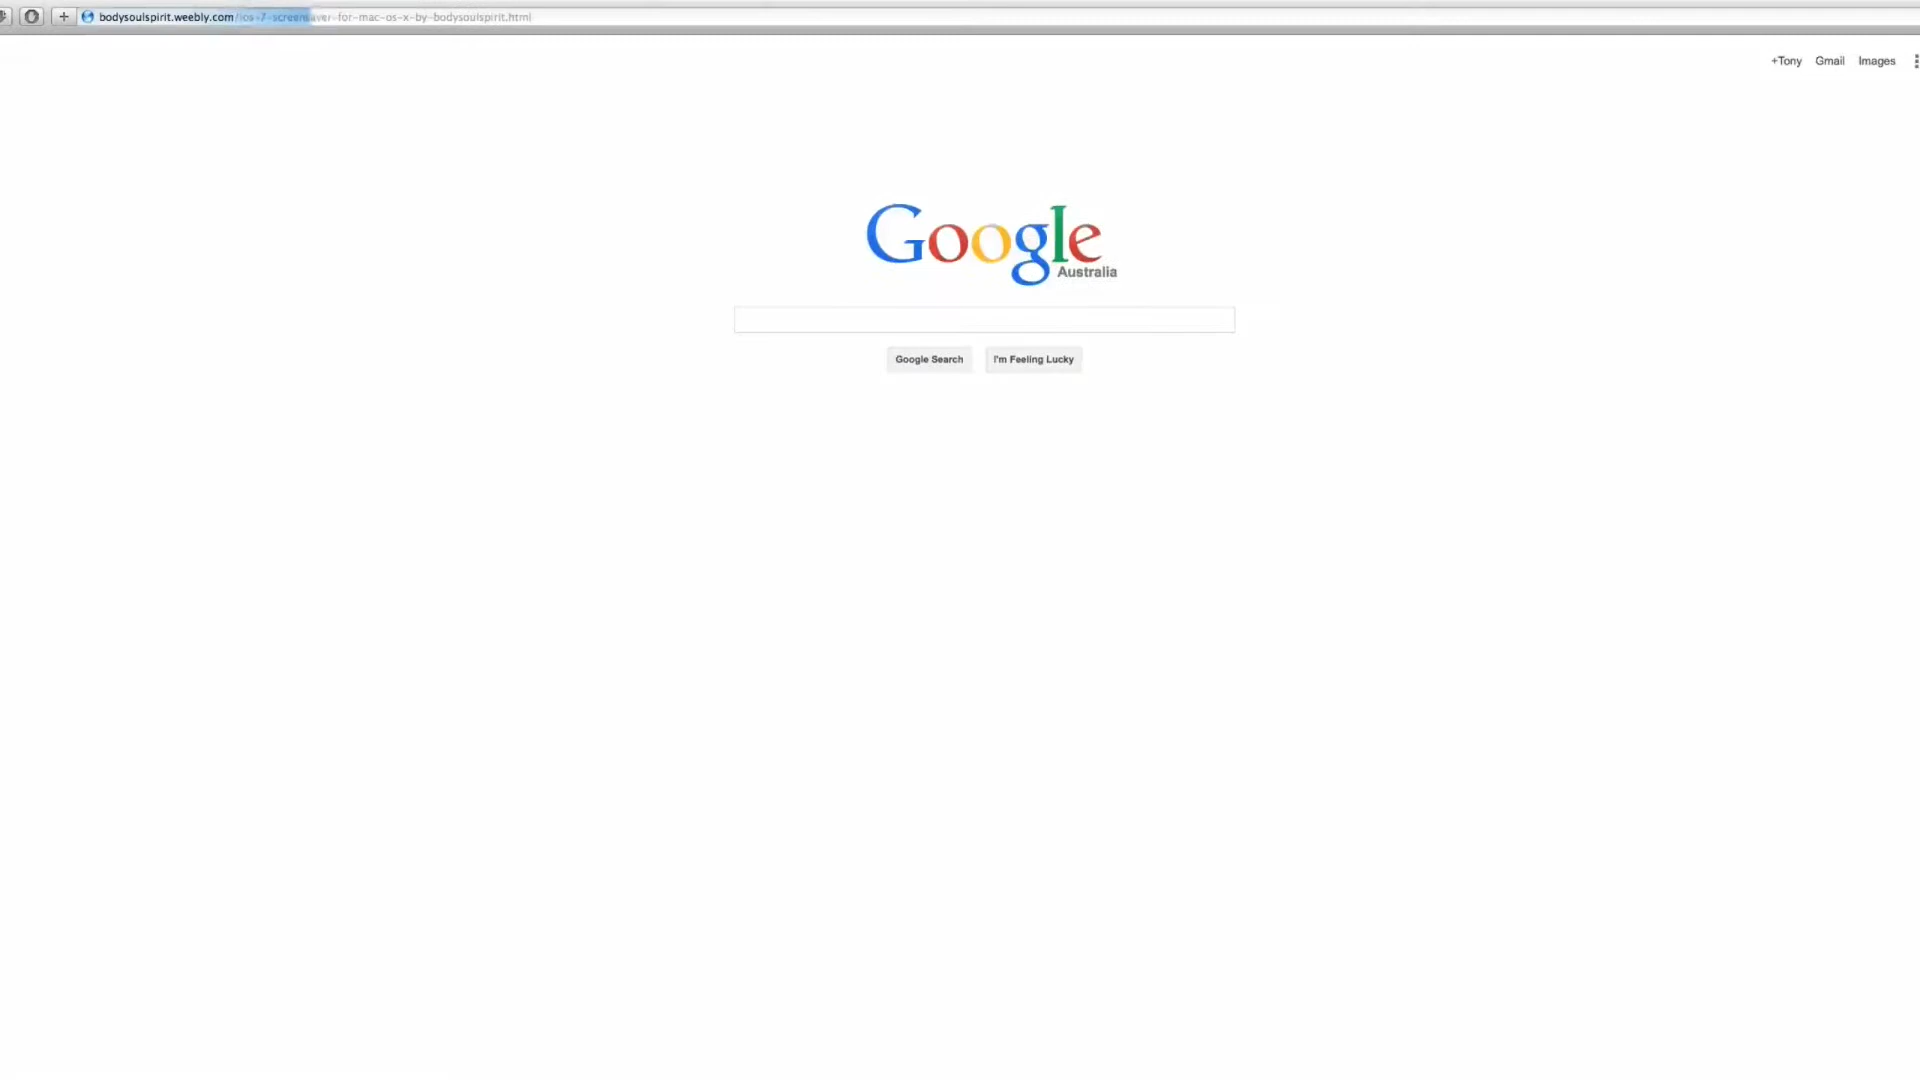 bodysoulspirit.weebly.com/ios-7-screensaver-for-mac-os-x-by-bodysoulspirit.html
+Tony Gmail Images
Google
Australia
Google Search I'm Feeling Lucky